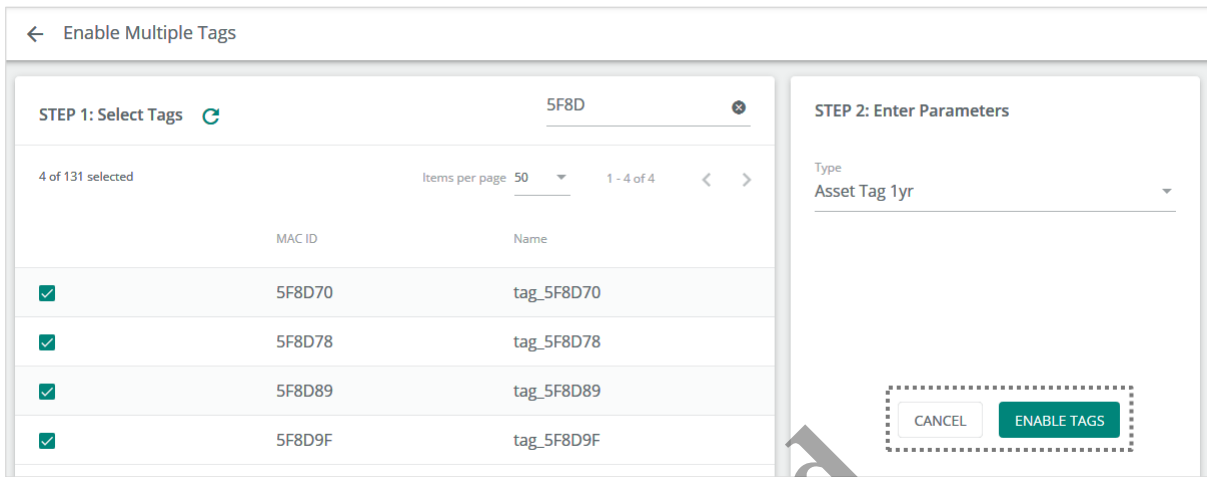 Enable Multiple Tags
STEP 1: Select Tags
5F8D
4 of 131 selected
Items per page 50
1 - 4 of 4
MAC ID Name
5F8D70 tag_5F8D70
5F8D78 tag_5F8D78
5F8D89 tag_5F8D89
5F8D9F tag_5F8D9F
STEP 2: Enter Parameters
Type
Asset Tag 1yr
CANCEL ENABLE TAGS